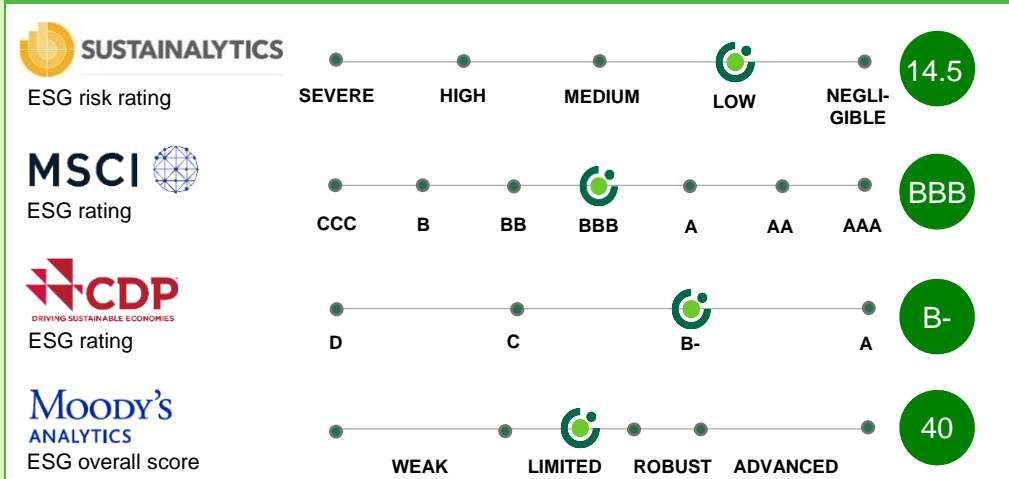 SUSTAINALYTICS
ESG risk rating
SEVERE HIGH MEDIUM LOW NEGLI-
GIBLE
14.5
MSCI
ESG rating
CCC B BB BBB A AA AAA
BBB
CDP
DRIVING SUSTAINABLE ECONOMIES
ESG rating
D C B- A
B-
MOODY'S
ANALYTICS
ESG overall score
WEAK LIMITED ROBUST ADVANCED
40